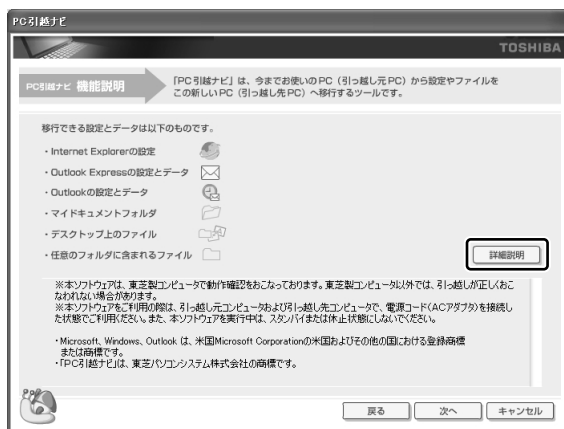 PC引越ナビ
TOSHIBA
PC引越ナビ 機能説明
「PC引越ナビ」は、今までお使いのPC（引っ越し元PC）から設定やファイルを
この新しいPC（引っ越し先PC）へ移行するツールです。
移行できる設定とデータは以下のものです。
・Internet Explorerの設定
・Outlook Expressの設定とデータ
・Outlookの設定とデータ
・マイドキュメントフォルダ
・デスクトップ上のファイル
・任意のフォルダに含まれるファイル
詳細説明
※本ソフトウェアは、東芝製コンピュータで動作確認をおこなっております。東芝製コンピュータ以外では、引っ越しが正しくおこ
なわれない場合があります。
※本ソフトウェアをご利用の際は、引っ越し元コンピュータおよび引っ越し先コンピュータで、電源コード(ACアダプタ)を接続し
た状態でご利用ください。また、本ソフトウェアを実行中は、スタンバイまたは休止状態にしないでください。
・Microsoft、Windows、Outlook は、米国Microsoft Corporationの米国およびその他の国における登録商標
または商標です。
・「PC引越ナビ」は、東芝パソコンシステム株式会社の商標です。
戻る
次へ
キャンセル